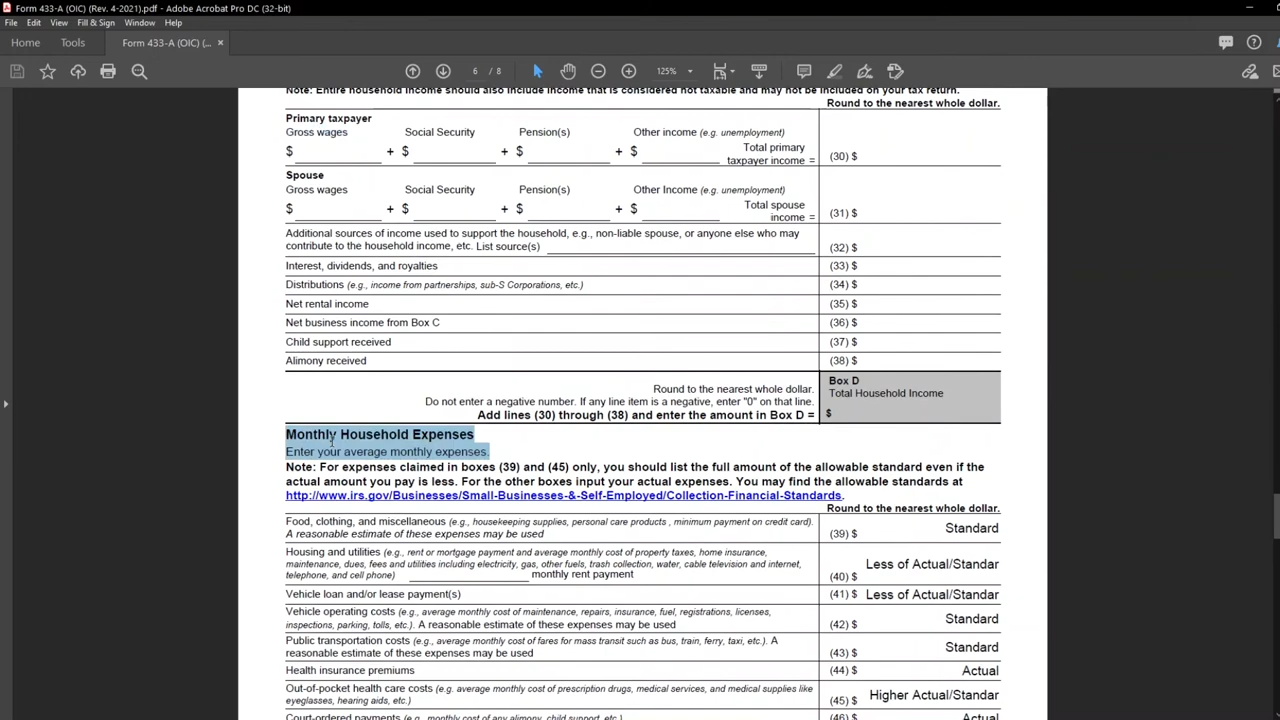 Form 433-A (OIC) (Rev. 4-2021).pdf - Adobe Acrobat Pro DC (32-bit)
File Edit View Fill & Sign Window Help
Home Tools Form 433-A (OIC) (... ×
6 / 8 125%
Note: Entire household income should also include income that is considered not taxable and may not be included on your tax return.
Round to the nearest whole dollar.
Primary taxpayer
Gross wages Social Security Pension(s) Other income (e.g. unemployment)
$ + $ + $ + $ Total primary taxpayer income = (30) $
Spouse
Gross wages Social Security Pension(s) Other Income (e.g. unemployment)
$ + $ + $ + $ Total spouse income = (31) $
Additional sources of income used to support the household, e.g., non-liable spouse, or anyone else who may
contribute to the household income, etc. List source(s) (32) $
Interest, dividends, and royalties (33) $
Distributions (e.g., income from partnerships, sub-S Corporations, etc.) (34) $
Net rental income (35) $
Net business income from Box C (36) $
Child support received (37) $
Alimony received (38) $
Round to the nearest whole dollar.
Do not enter a negative number. If any line item is a negative, enter "0" on that line.
Add lines (30) through (38) and enter the amount in Box D =
Box D
Total Household Income
$
Monthly Household Expenses
Enter your average monthly expenses.
Note: For expenses claimed in boxes (39) and (45) only, you should list the full amount of the allowable standard even if the
actual amount you pay is less. For the other boxes input your actual expenses. You may find the allowable standards at
http://www.irs.gov/Businesses/Small-Businesses-&-Self-Employed/Collection-Financial-Standards.
Round to the nearest whole dollar.
Food, clothing, and miscellaneous (e.g., housekeeping supplies, personal care products , minimum payment on credit card).
A reasonable estimate of these expenses may be used (39) $ Standard
Housing and utilities (e.g., rent or mortgage payment and average monthly cost of property taxes, home insurance,
maintenance, dues, fees and utilities including electricity, gas, other fuels, trash collection, water, cable television and internet,
telephone, and cell phone) monthly rent payment (40) $ Less of Actual/Standar
Vehicle loan and/or lease payment(s) (41) $ Less of Actual/Standar
Vehicle operating costs (e.g., average monthly cost of maintenance, repairs, insurance, fuel, registrations, licenses,
inspections, parking, tolls, etc.). A reasonable estimate of these expenses may be used (42) $ Standard
Public transportation costs (e.g., average monthly cost of fares for mass transit such as bus, train, ferry, taxi, etc.). A
reasonable estimate of these expenses may be used (43) $ Standard
Health insurance premiums (44) $ Actual
Out-of-pocket health care costs (e.g. average monthly cost of prescription drugs, medical services, and medical supplies like
eyeglasses, hearing aids, etc.) (45) $ Higher Actual/Standar
Court-ordered payments (e.g., monthly cost of any alimony, child support, etc.) (46) $ Actual